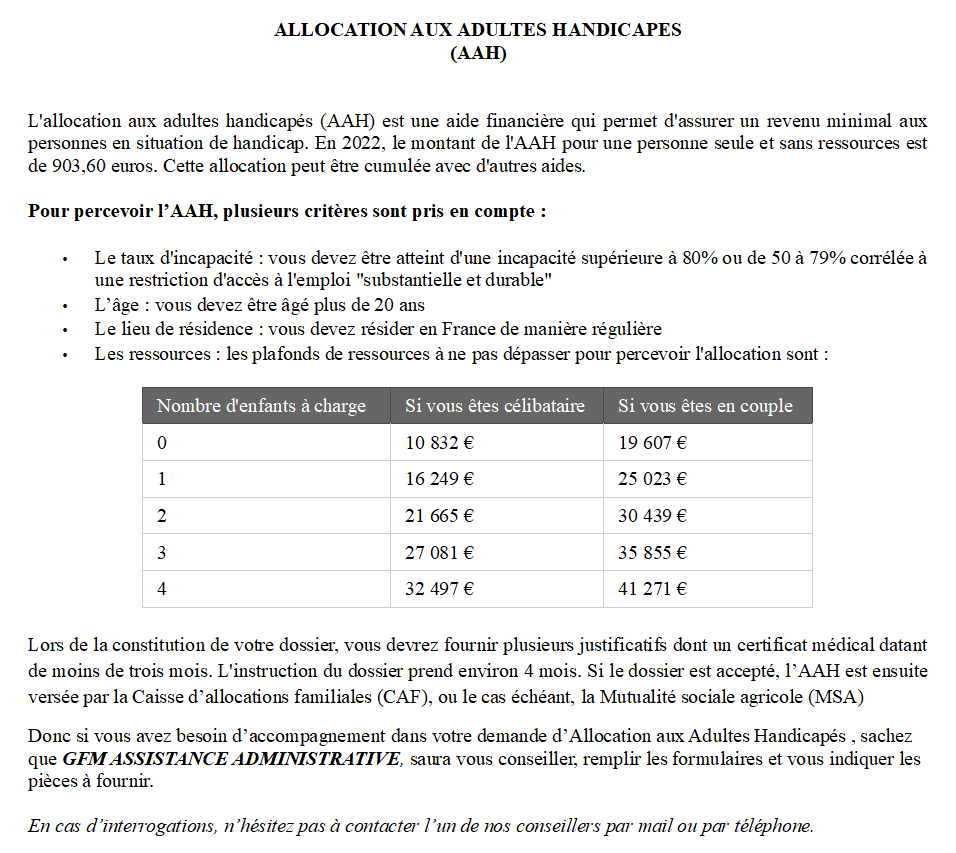 ALLOCATION AUX ADULTES HANDICAPES
(AAH)
L'allocation aux adultes handicapés (AAH) est une aide financière qui permet d'assurer un revenu minimal aux
personnes en situation de handicap. En 2022, le montant de l'AAH pour une personne seule et sans ressources est
de 903,60 euros. Cette allocation peut être cumulée avec d'autres aides.
Pour percevoir l’AAH, plusieurs critères sont pris en compte :
• Le taux d'incapacité : vous devez être atteint d'une incapacité supérieure à 80% ou de 50 à 79% corrélée à
une restriction d'accès à l'emploi "substantielle et durable"
• L’âge : vous devez être âgé plus de 20 ans
• Le lieu de résidence : vous devez résider en France de manière régulière
• Les ressources : les plafonds de ressources à ne pas dépasser pour percevoir l'allocation sont :
Nombre d'enfants à charge Si vous êtes célibataire Si vous êtes en couple
0 10 832 € 19 607 €
1 16 249 € 25 023 €
2 21 665 € 30 439 €
3 27 081 € 35 855 €
4 32 497 € 41 271 €
Lors de la constitution de votre dossier, vous devrez fournir plusieurs justificatifs dont un certificat médical datant
de moins de trois mois. L'instruction du dossier prend environ 4 mois. Si le dossier est accepté, l’AAH est ensuite
versée par la Caisse d’allocations familiales (CAF), ou le cas échéant, la Mutualité sociale agricole (MSA)
Donc si vous avez besoin d’accompagnement dans votre demande d’Allocation aux Adultes Handicapés , sachez
que GFM ASSISTANCE ADMINISTRATIVE, saura vous conseiller, remplir les formulaires et vous indiquer les
pièces à fournir.
En cas d’interrogations, n’hésitez pas à contacter l’un de nos conseillers par mail ou par téléphone.